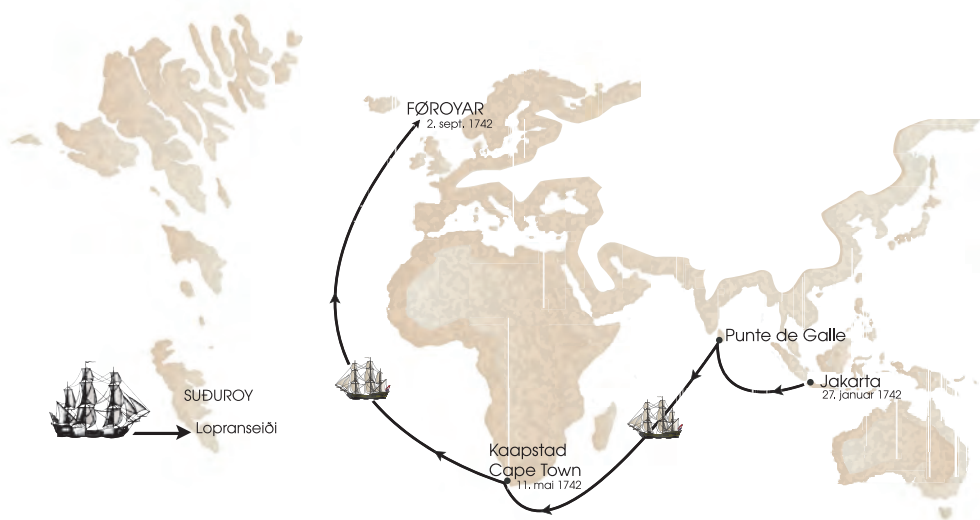 FØROYAR
2. sept. 1742
Punte de Galle
Jakarta
27. januar 1742
SUÐUROY
Lopranseiði
Kaapstad
Cape Town
11. mai 1742